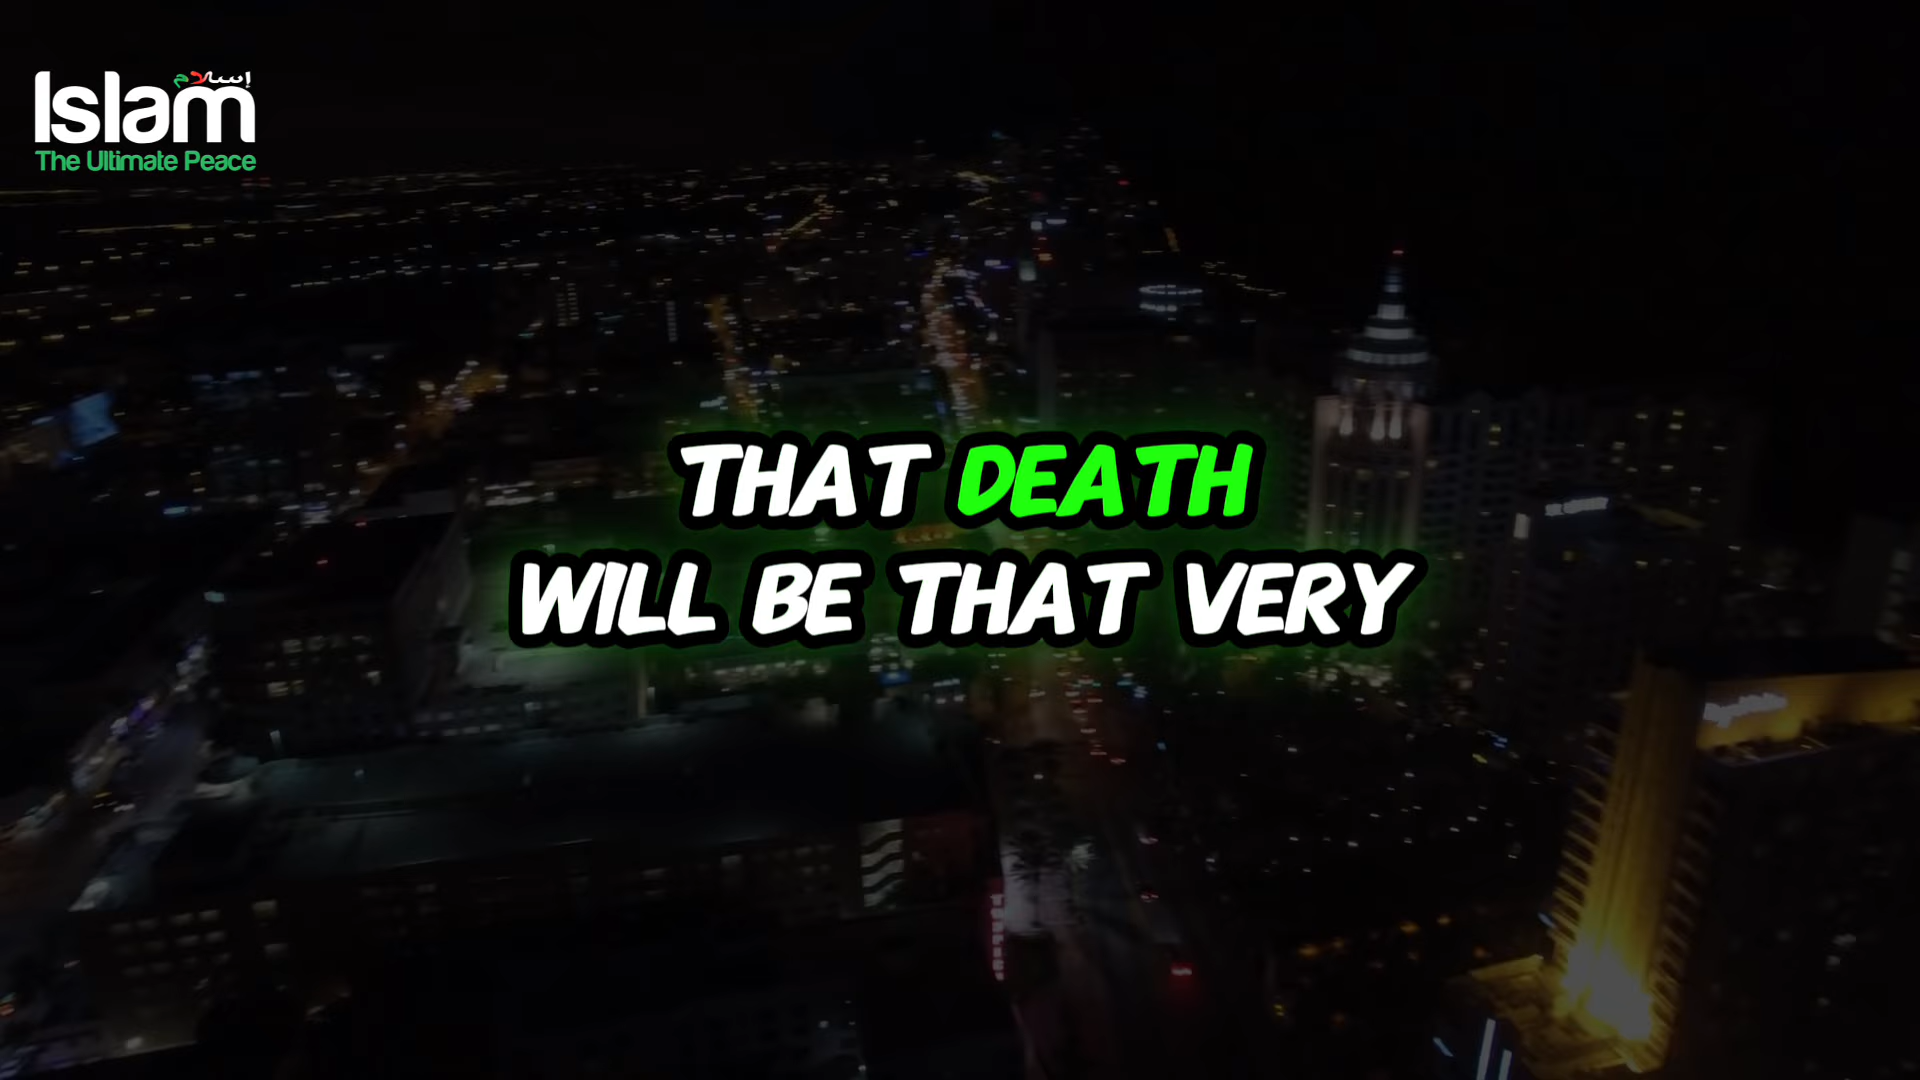 إسلام
Islam
The Ultimate Peace
THAT DEATH
WILL BE THAT VERY